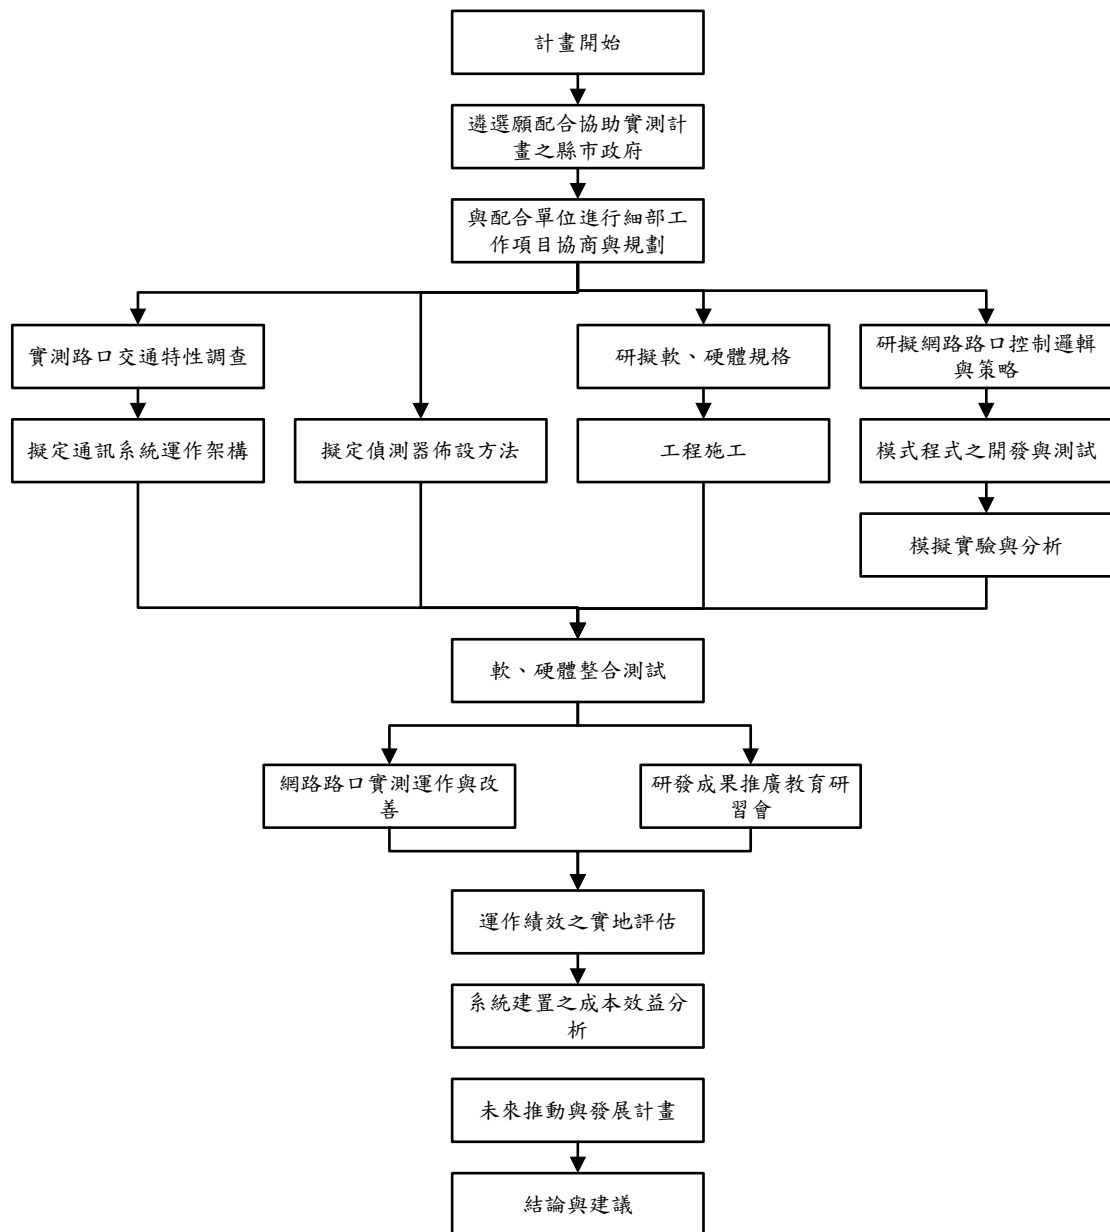 計畫開始
遴選願配合協助實測計
畫之縣市政府
與配合單位進行細部工
作項目協商與規劃
實測路口交通特性調查
研擬軟、硬體規格
研擬網路路口控制邏輯
與策略
擬定通訊系統運作架構
擬定偵測器佈設方法
工程施工
模式程式之開發與測試
模擬實驗與分析
軟、硬體整合測試
網路路口實測運作與改
善
研發成果推廣教育研
習會
運作績效之實地評估
系統建置之成本效益分
析
未來推動與發展計畫
結論與建議